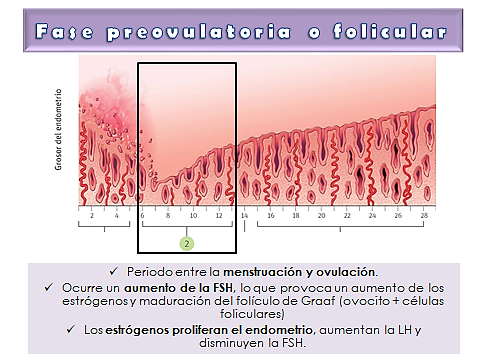 Fase preovulatoria o folicular
Grosor del endometrio
2 4 6 8 10 12 14 16 18 20 22 24 26 28
2
✓ Periodo entre la menstruación y ovulación.
✓ Ocurre un aumento de la FSH, lo que provoca un aumento de los
estrógenos y maduración del folículo de Graaf (ovocito + células
foliculares)
✓ Los estrógenos proliferan el endometrio, aumentan la LH y
disminuyen la FSH.